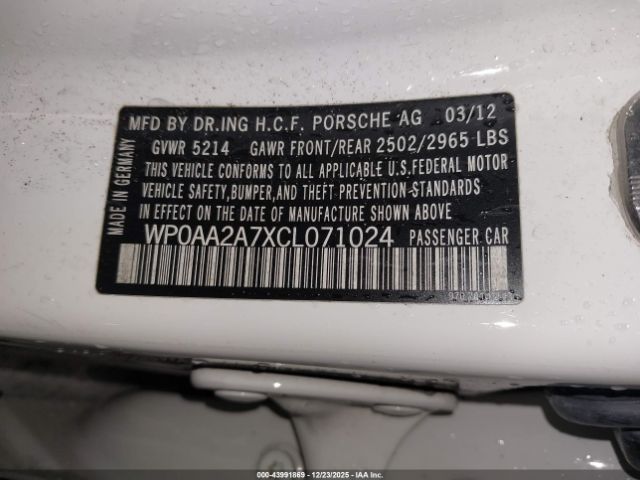 MFD BY DR.ING H.C.F. PORSCHE AG 03/12
GVWR 5214 GAWR FRONT/REAR 2502/2965 LBS
THIS VEHICLE CONFORMS TO ALL APPLICABLE U.S.FEDERAL MOTOR
VEHICLE SAFETY,BUMPER,AND THEFT PREVENTION-STANDARDS
IN EFFECT ON THE DATE OF MANUFACTURE SHOWN ABOVE
WP0AA2A7XCL071024 PASSENGER CAR
MADE IN GERMANY
000-43991869 | 12/23/2025 | IAA Inc.